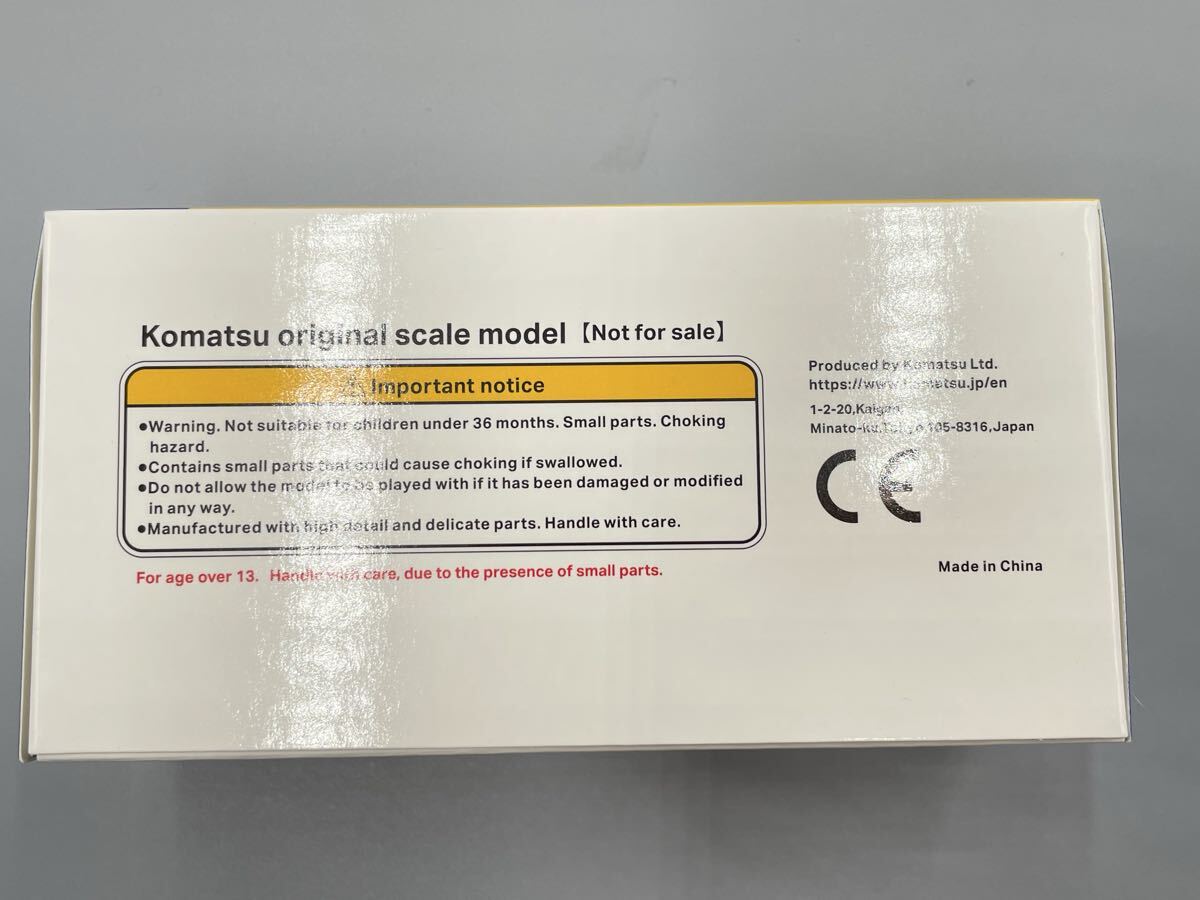 Komatsu original scale model【Not for sale】
⚠ Important notice
●Warning. Not suitable for children under 36 months. Small parts. Choking
hazard.
●Contains small parts that could cause choking if swallowed.
●Do not allow the model to be played with if it has been damaged or modified
in any way.
●Manufactured with high detail and delicate parts. Handle with care.
For age over 13. Handle with care, due to the presence of small parts.
Produced by Komatsu Ltd.
https://www.komatsu.jp/en
1-2-20,Kaigan,
Minato-ku,Tokyo 105-8316,Japan
CE
Made in China